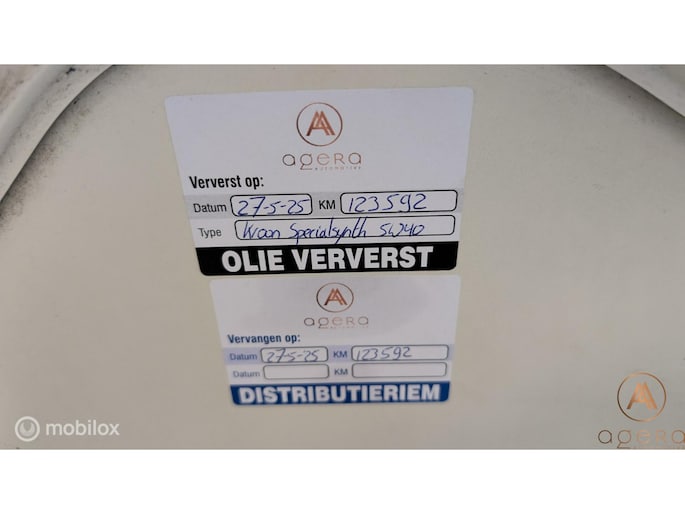 agera
automotive
Ververst op:
Datum 27-5-25 KM 123592
Type Kroon Specialsynth 5W40
OLIE VERVERST
agera
automotive
Vervangen op:
Datum 27-5-25 KM 123592
Datum KM
DISTRIBUTIERIEM
mobilox
agera
automotive